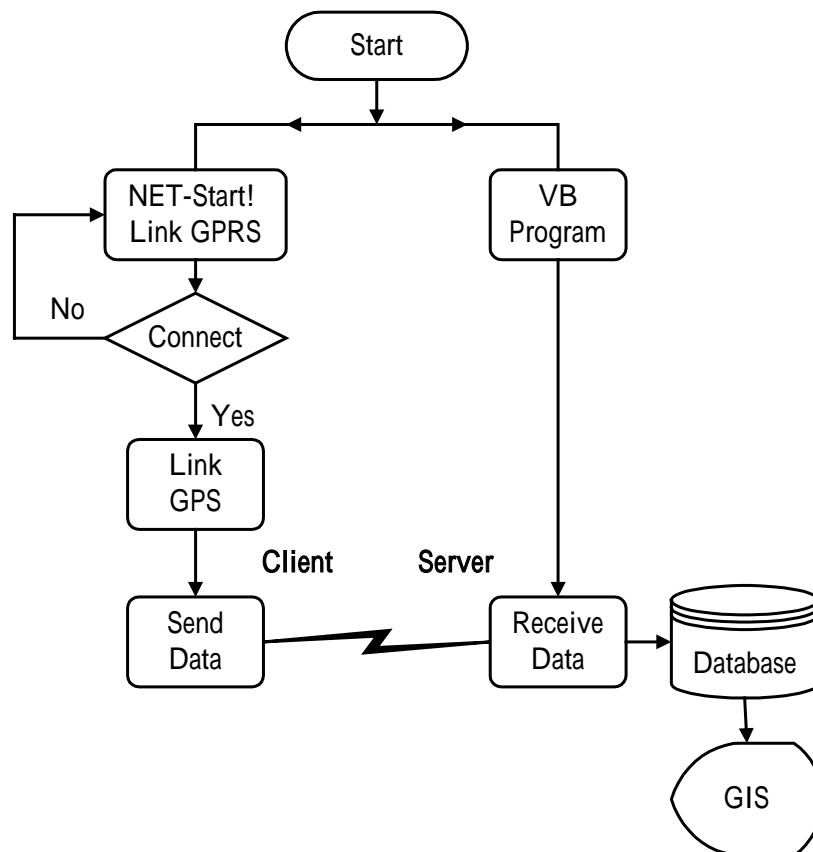 Start
NET-Start!
Link GPRS
VB
Program
No
Connect
Yes
Link
GPS
Client
Server
Send
Data
Receive
Data
Database
GIS